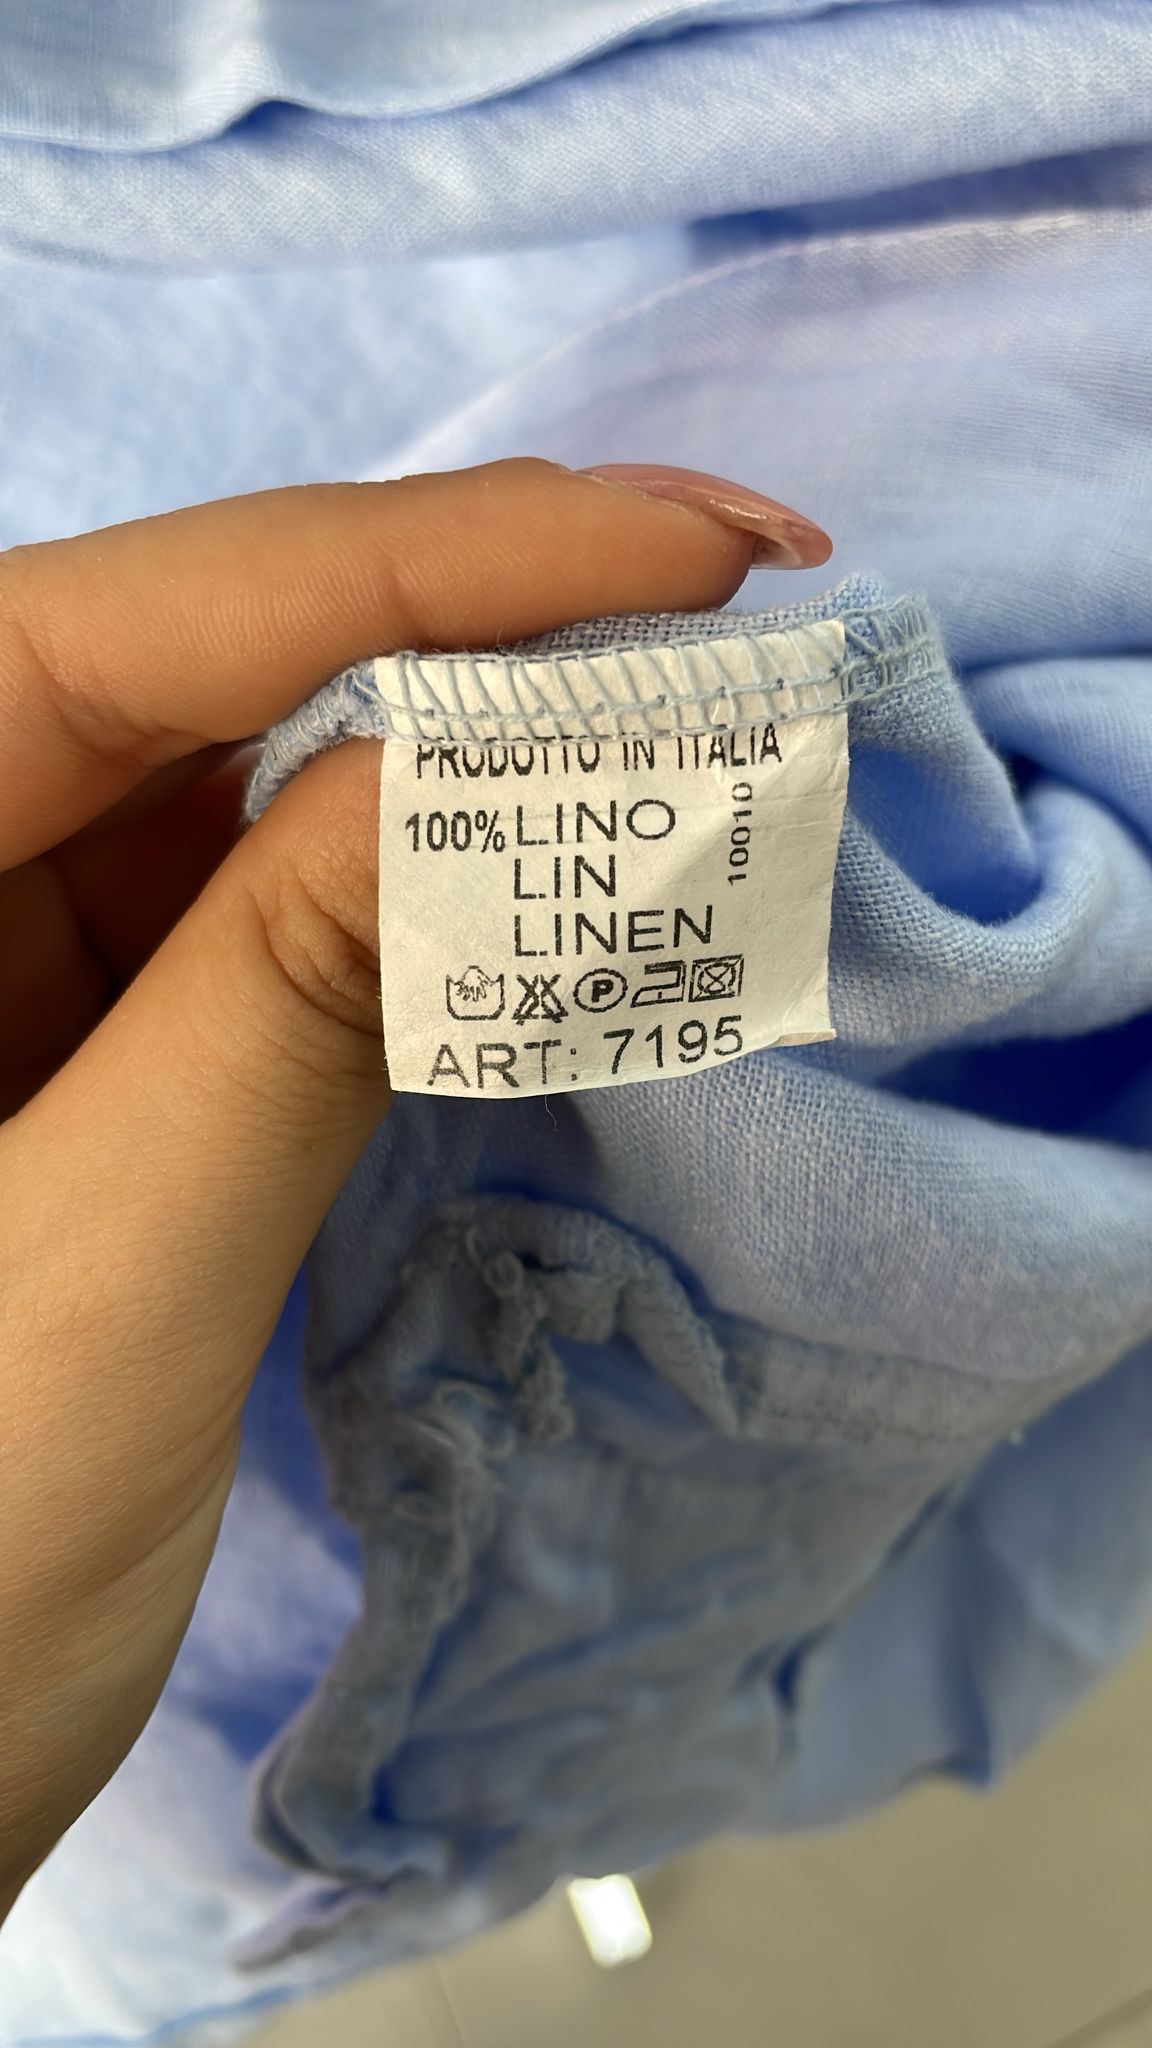 PRODOTTO IN ITALIA
100% LINO
LIN
LINEN
10010
P
ART: 7195